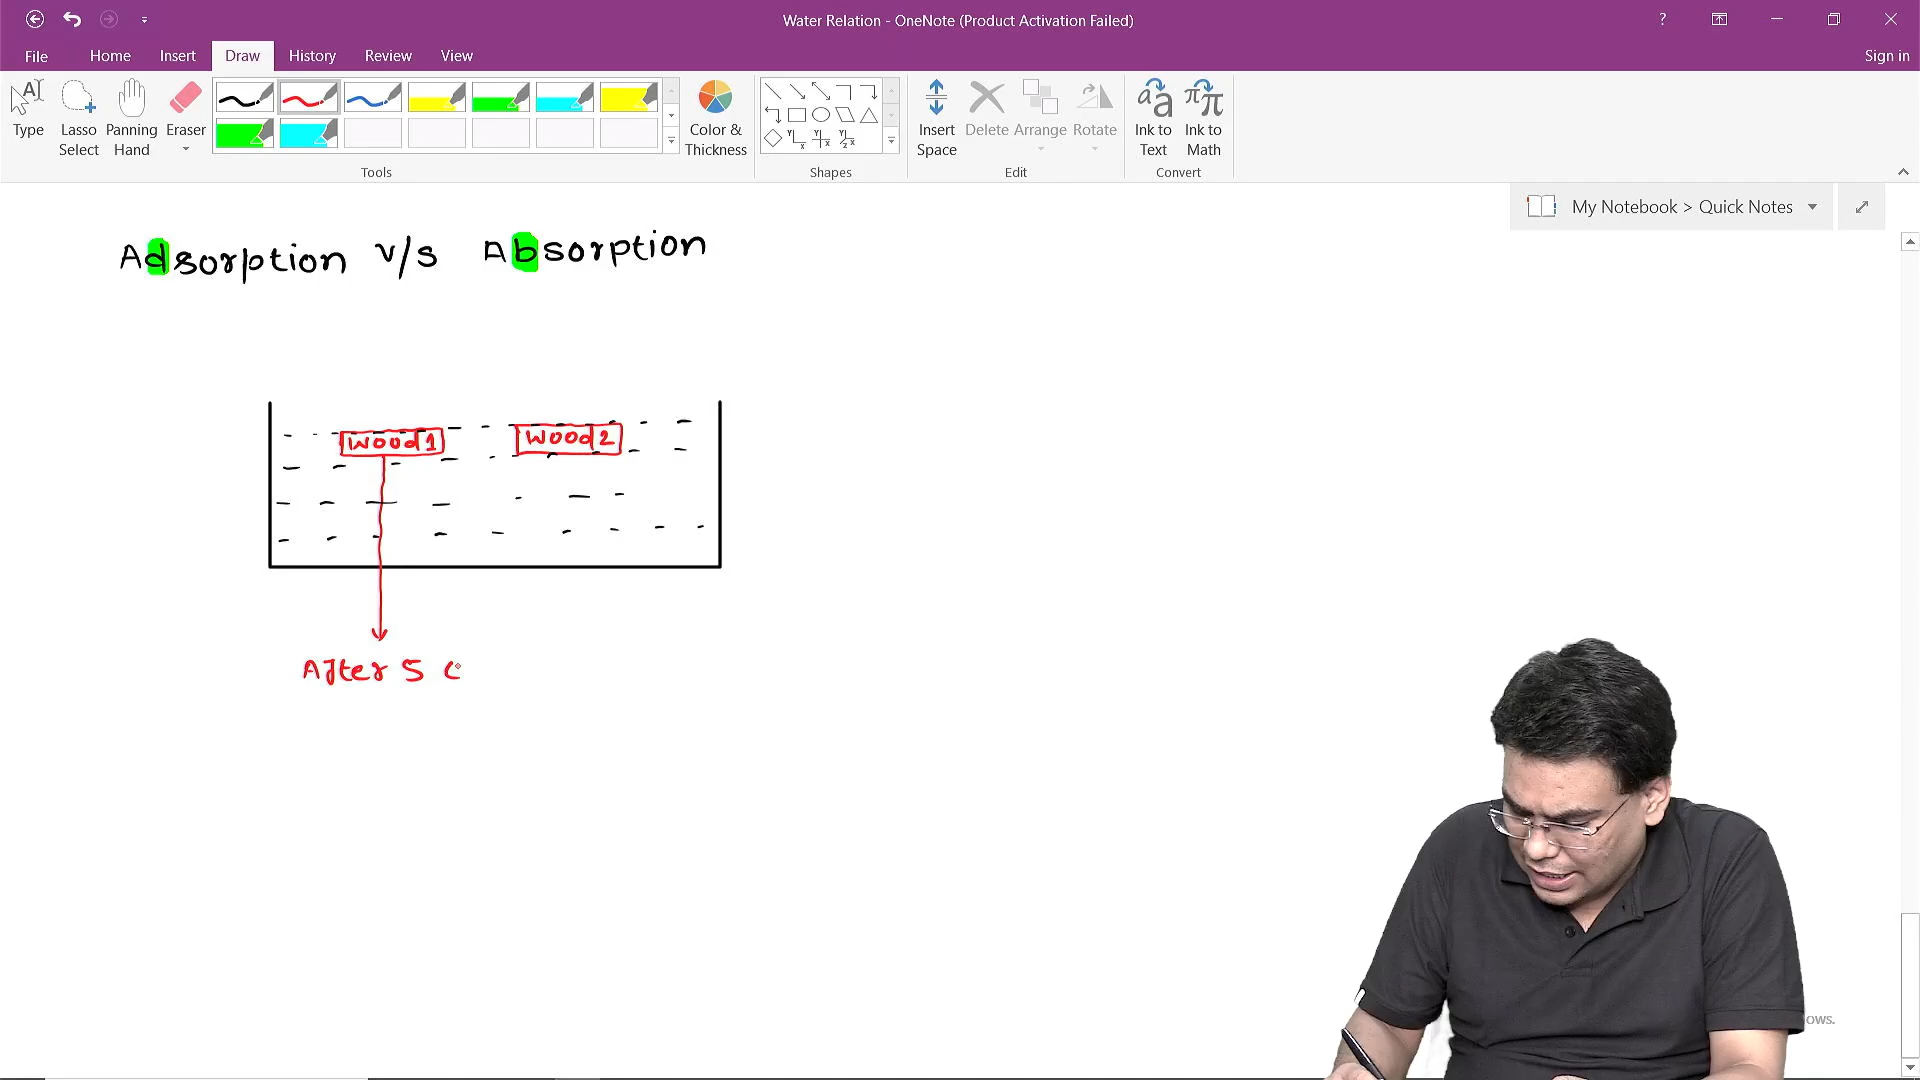 Water Relation - OneNote (Product Activation Failed)
?
File Home Insert Draw History Review View
Sign in
Type
Lasso Select
Panning Hand
Eraser
Color & Thickness
Insert Space
Delete
Arrange
Rotate
Ink to Text
Ink to Math
Tools
Shapes
Edit
Convert
My Notebook > Quick Notes
Adsorption v/s Absorption
Wood 1
Wood 2
After 5
ows.